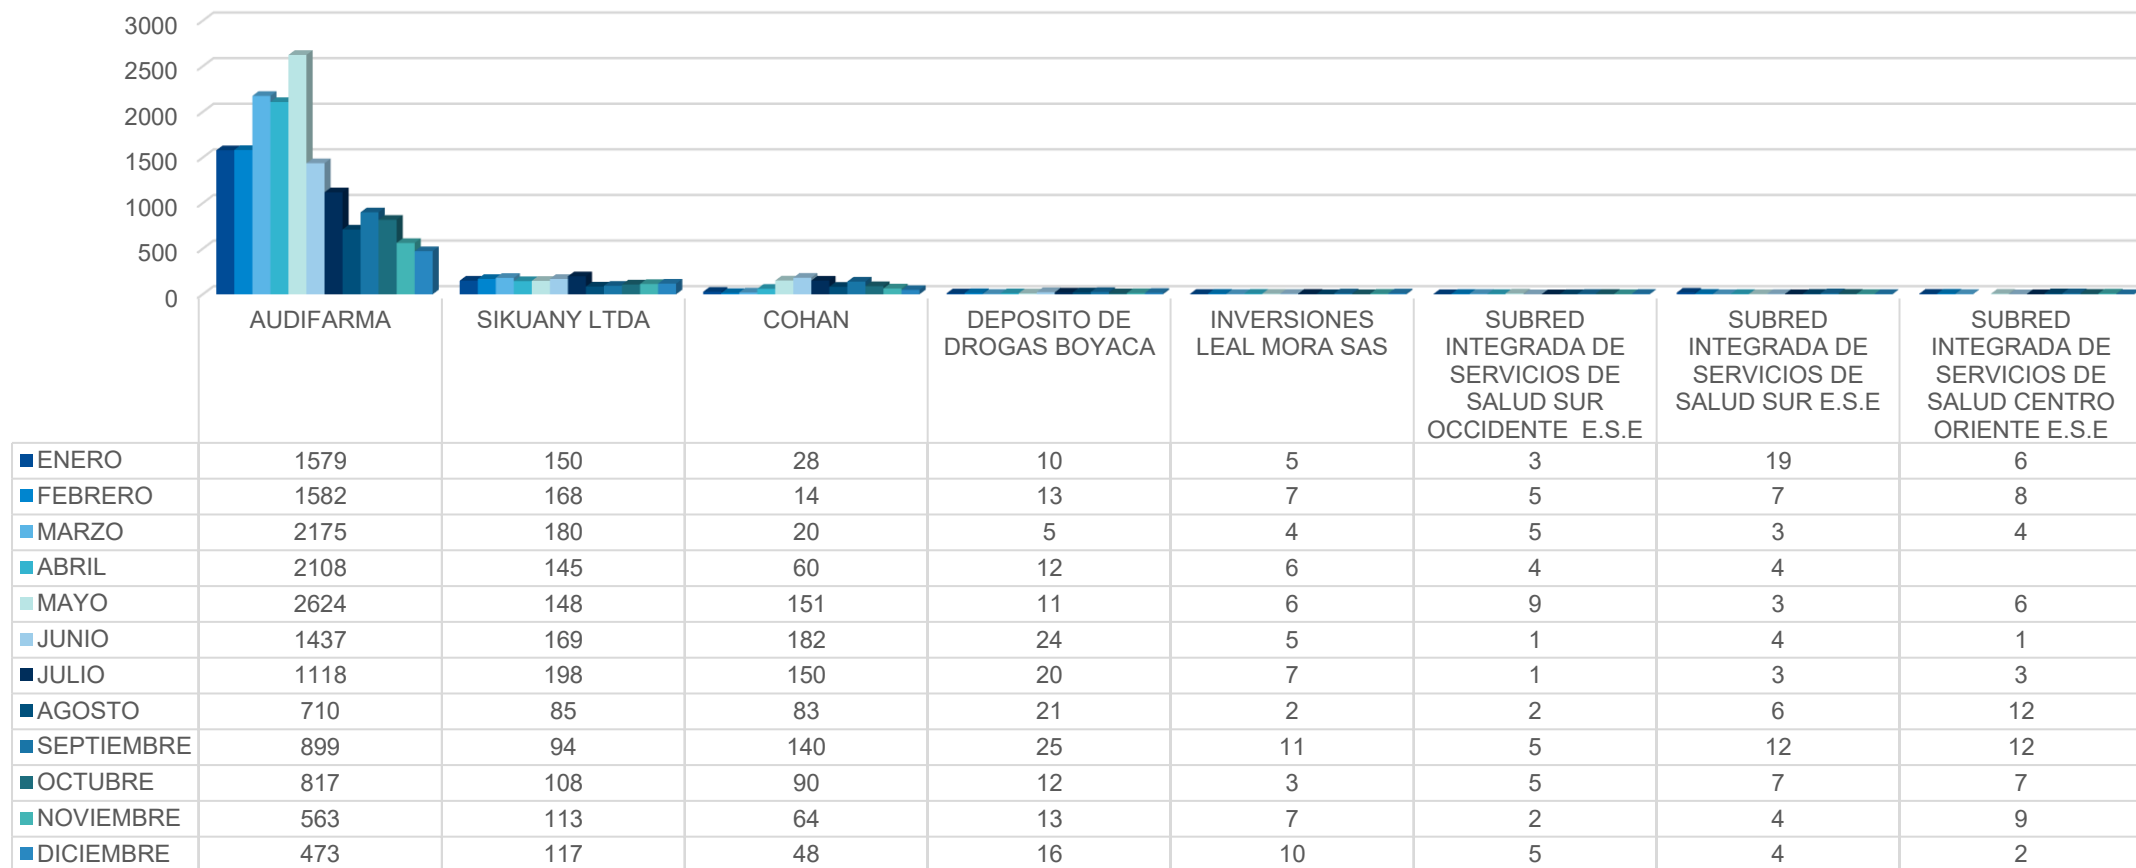 3000
2500
2000
1500
1000
500
0
AUDIFARMA
SIKUANY LTDA
COHAN
DEPOSITO DE
DROGAS BOYACA
INVERSIONES
LEAL MORA SAS
SUBRED
INTEGRADA DE
SERVICIOS DE
SALUD SUR
OCCIDENTE E.S.E
SUBRED
INTEGRADA DE
SERVICIOS DE
SALUD SUR E.S.E
SUBRED
INTEGRADA DE
SERVICIOS DE
SALUD CENTRO
ORIENTE E.S.E
ENERO 1579 150 28 10 5 3 19 6
FEBRERO 1582 168 14 13 7 5 7 8
MARZO 2175 180 20 5 4 5 3 4
ABRIL 2108 145 60 12 6 4 4
MAYO 2624 148 151 11 6 9 3 6
JUNIO 1437 169 182 24 5 1 4 1
JULIO 1118 198 150 20 7 1 3 3
AGOSTO 710 85 83 21 2 2 6 12
SEPTIEMBRE 899 94 140 25 11 5 12 12
OCTUBRE 817 108 90 12 3 5 7 7
NOVIEMBRE 563 113 64 13 7 2 4 9
DICIEMBRE 473 117 48 16 10 5 4 2